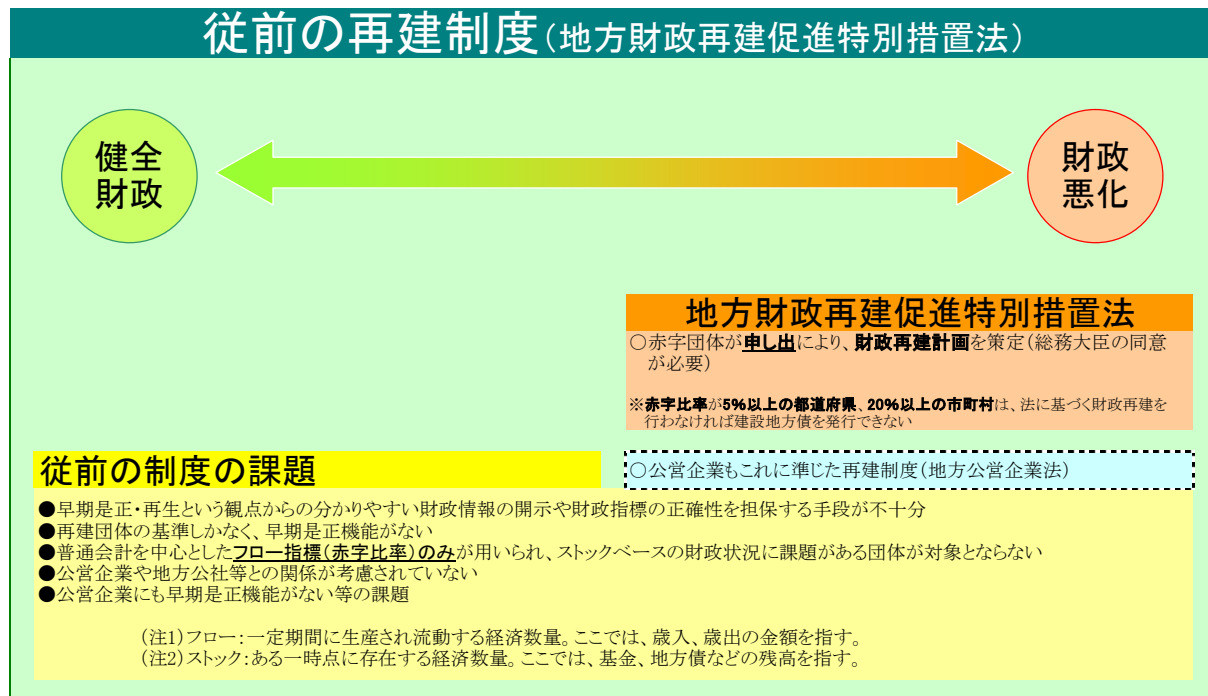 従前の再建制度(地方財政再建促進特別措置法)
健全
財政
財政
悪化
地方財政再建促進特別措置法
○赤字団体が申し出により、財政再建計画を策定(総務大臣の同意
が必要)
※赤字比率が5%以上の都道府県、20%以上の市町村は、法に基づく財政再建を
行わなければ建設地方債を発行できない
○公営企業もこれに準じた再建制度(地方公営企業法)
従前の制度の課題
●早期是正・再生という観点からの分かりやすい財政情報の開示や財政指標の正確性を担保する手段が不十分
●再建団体の基準しかなく、早期是正機能がない
●普通会計を中心としたフロー指標(赤字比率)のみが用いられ、ストックベースの財政状況に課題がある団体が対象とならない
●公営企業や地方公社等との関係が考慮されていない
●公営企業にも早期是正機能がない等の課題
(注1)フロー:一定期間に生産され流動する経済数量。ここでは、歳入、歳出の金額を指す。
(注2)ストック:ある一時点に存在する経済数量。ここでは、基金、地方債などの残高を指す。